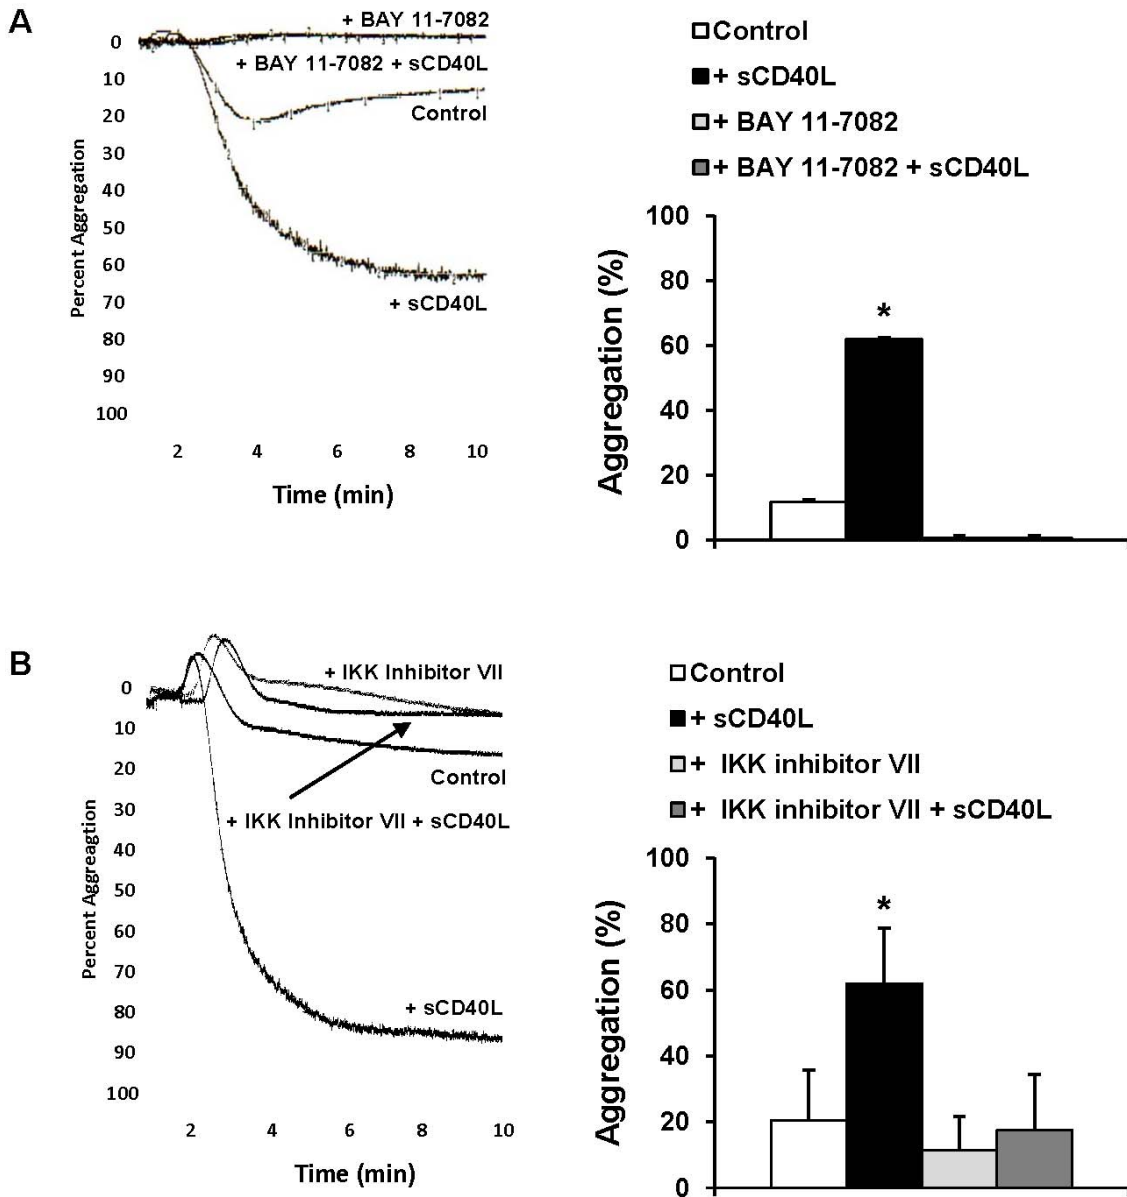 A
+ BAY 11-7082
+ BAY 11-7082 + sCD40L
Control
+ sCD40L
Percent Aggregation
0
10
20
30
40
50
60
70
80
90
100
2 4 6 8 10
Time (min)
Control
+ sCD40L
+ BAY 11-7082
+ BAY 11-7082 + sCD40L
Aggregation (%)
100
80
60
40
20
0
*
B
+ IKK Inhibitor VII
Control
+ IKK Inhibitor VII + sCD40L
+ sCD40L
Percent Aggreagtion
0
10
20
30
40
50
60
70
80
90
100
2 4 6 8 10
Time (min)
Control
+ sCD40L
+ IKK inhibitor VII
+ IKK inhibitor VII + sCD40L
Aggregation (%)
100
80
60
40
20
0
*